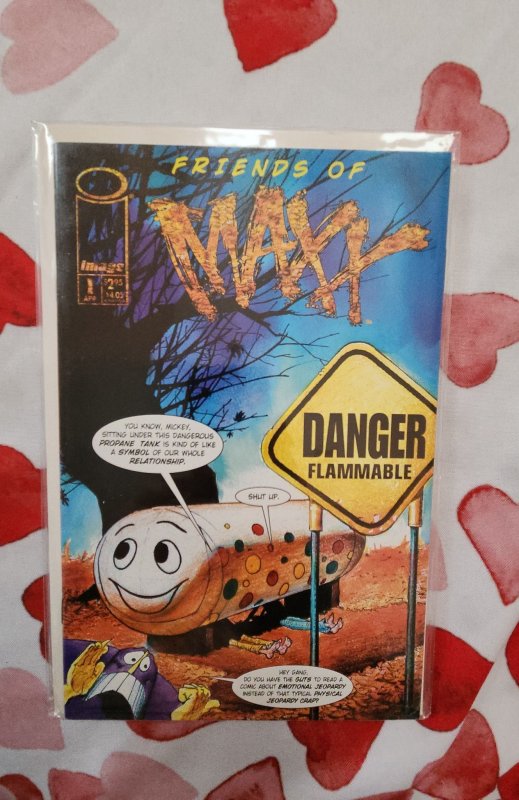 FRIENDS OF
MAXX
image
1
$2.95
APR
$4.05
DANGER
FLAMMABLE
YOU KNOW, MICKEY,
SITTING UNDER THIS DANGEROUS
PROPANE TANK IS KIND OF LIKE
A SYMBOL OF OUR WHOLE
RELATIONSHIP.
SHUT UP.
HEY GANG,
DO YOU HAVE THE GUTS TO READ A
COMIC ABOUT EMOTIONAL JEOPARDY
INSTEAD OF THAT TYPICAL PHYSICAL
JEOPARDY CRAP?